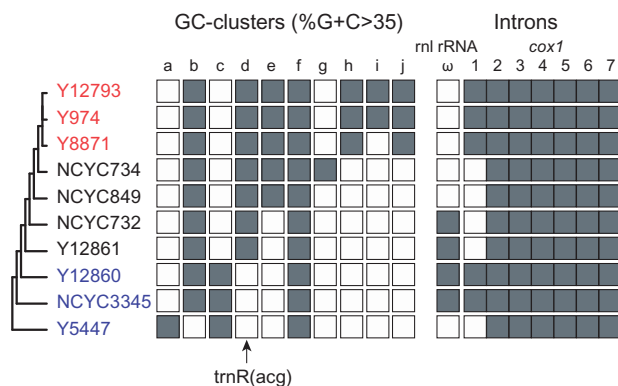 GC-clusters (%G+C>35) Introns
rnl rRNA cox1
a b c d e f g h i j ω 1 2 3 4 5 6 7
Y12793
Y974
Y8871
NCYC734
NCYC849
NCYC732
Y12861
Y12860
NCYC3345
Y5447
trnR(acg)